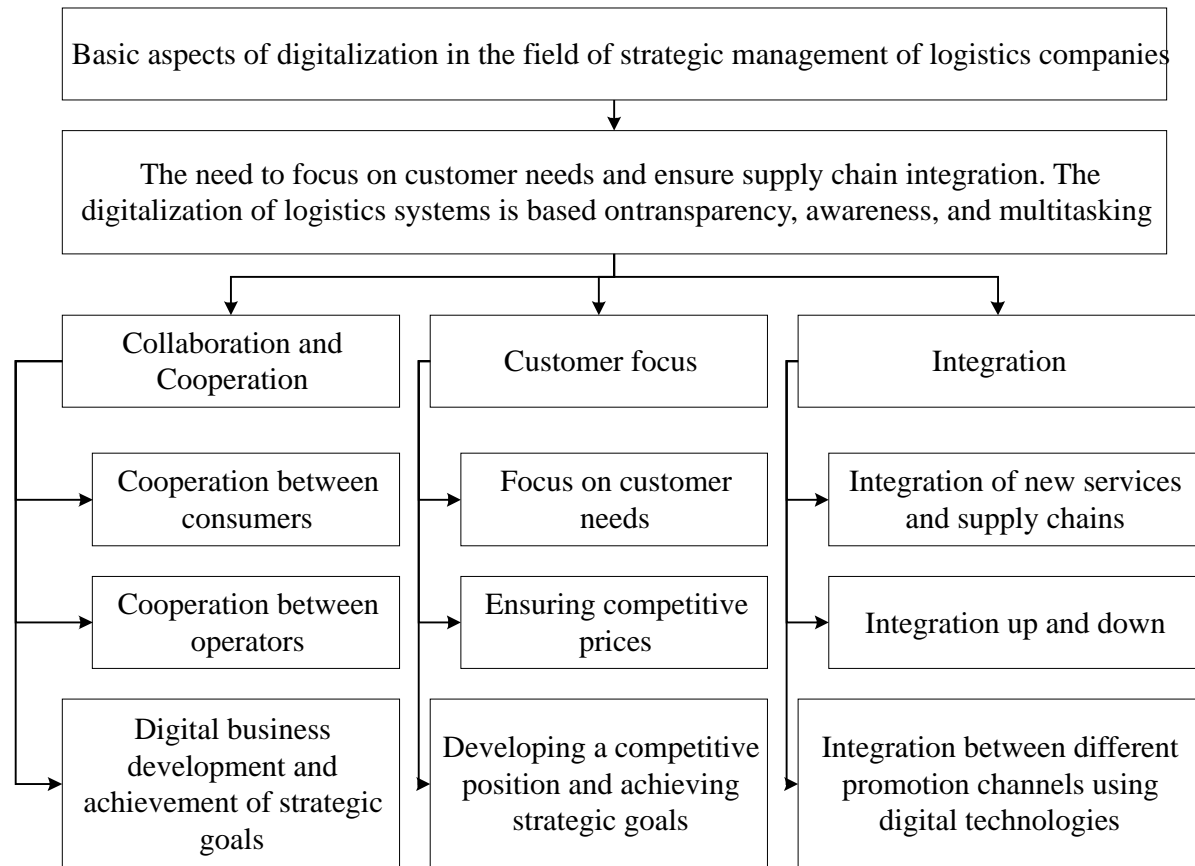 Basic aspects of digitalization in the field of strategic management of logistics companies
The need to focus on customer needs and ensure supply chain integration. The
digitalization of logistics systems is based ontransparency, awareness, and multitasking
Collaboration and
Cooperation
Cooperation between
consumers
Cooperation between
operators
Digital business
development and
achievement of strategic
goals
Customer focus
Focus on customer
needs
Ensuring competitive
prices
Developing a competitive
position and achieving
strategic goals
Integration
Integration of new services
and supply chains
Integration up and down
Integration between different
promotion channels using
digital technologies